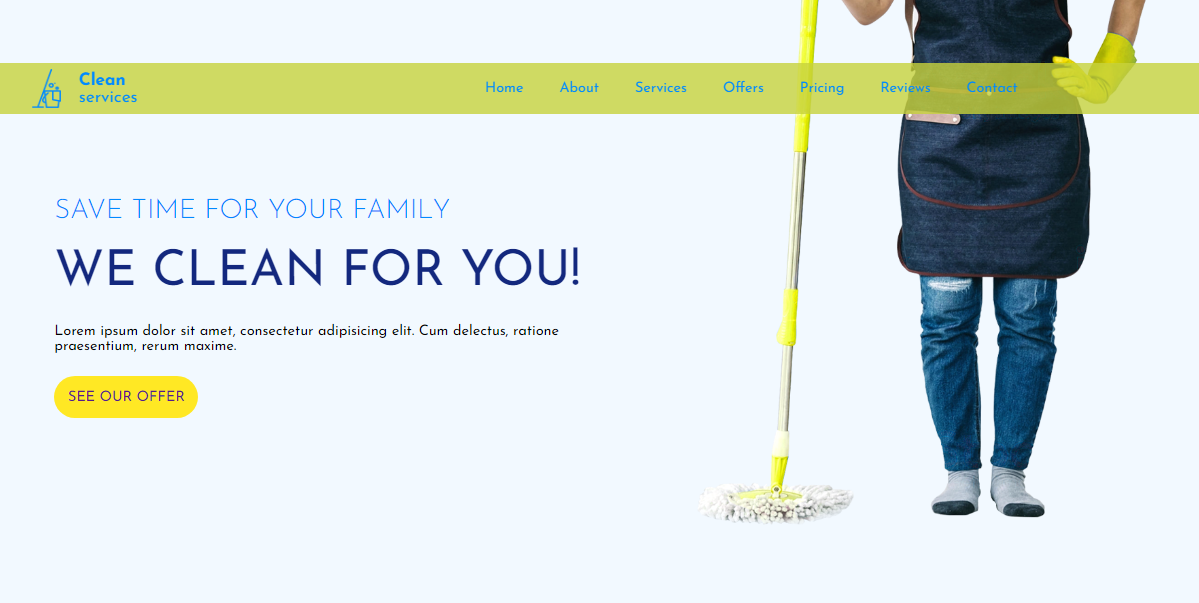 Clean
services
Home About Services Offers Pricing Reviews Contact
SAVE TIME FOR YOUR FAMILY
WE CLEAN FOR YOU!
Lorem ipsum dolor sit amet, consectetur adipisicing elit. Cum delectus, ratione
praesentium, rerum maxime.
SEE OUR OFFER